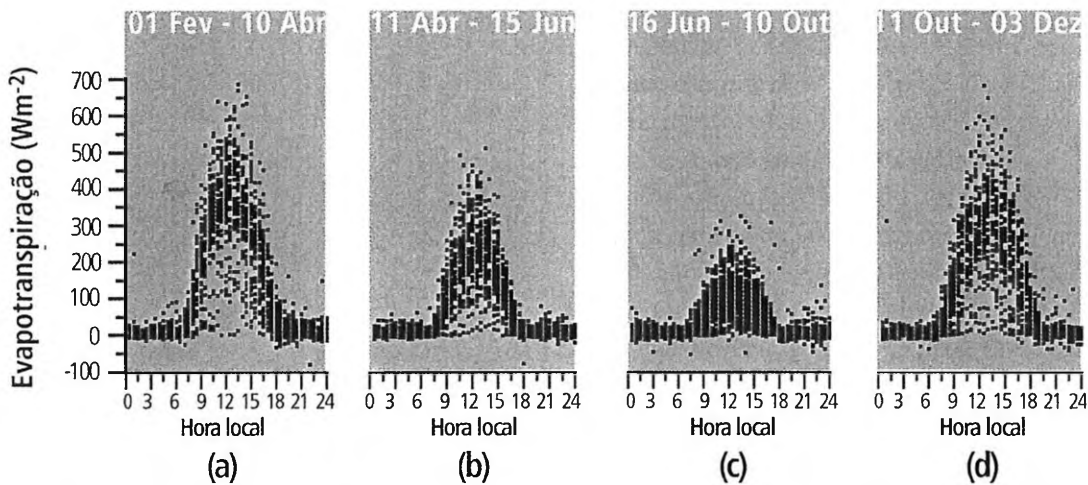 01 Fev - 10 Abr 11 Abr - 15 Jun 16 Jun - 10 Out 11 Out - 03 Dez
Evapotranspiração (Wm-2)
700
600
500
400
300
200
100
0
-100
0 3 6 9 12 15 18 21 24 0 3 6 9 12 15 18 21 24 0 3 6 9 12 15 18 21 24 0 3 6 9 12 15 18 21 24
Hora local Hora local Hora local Hora local
(a) (b) (c) (d)